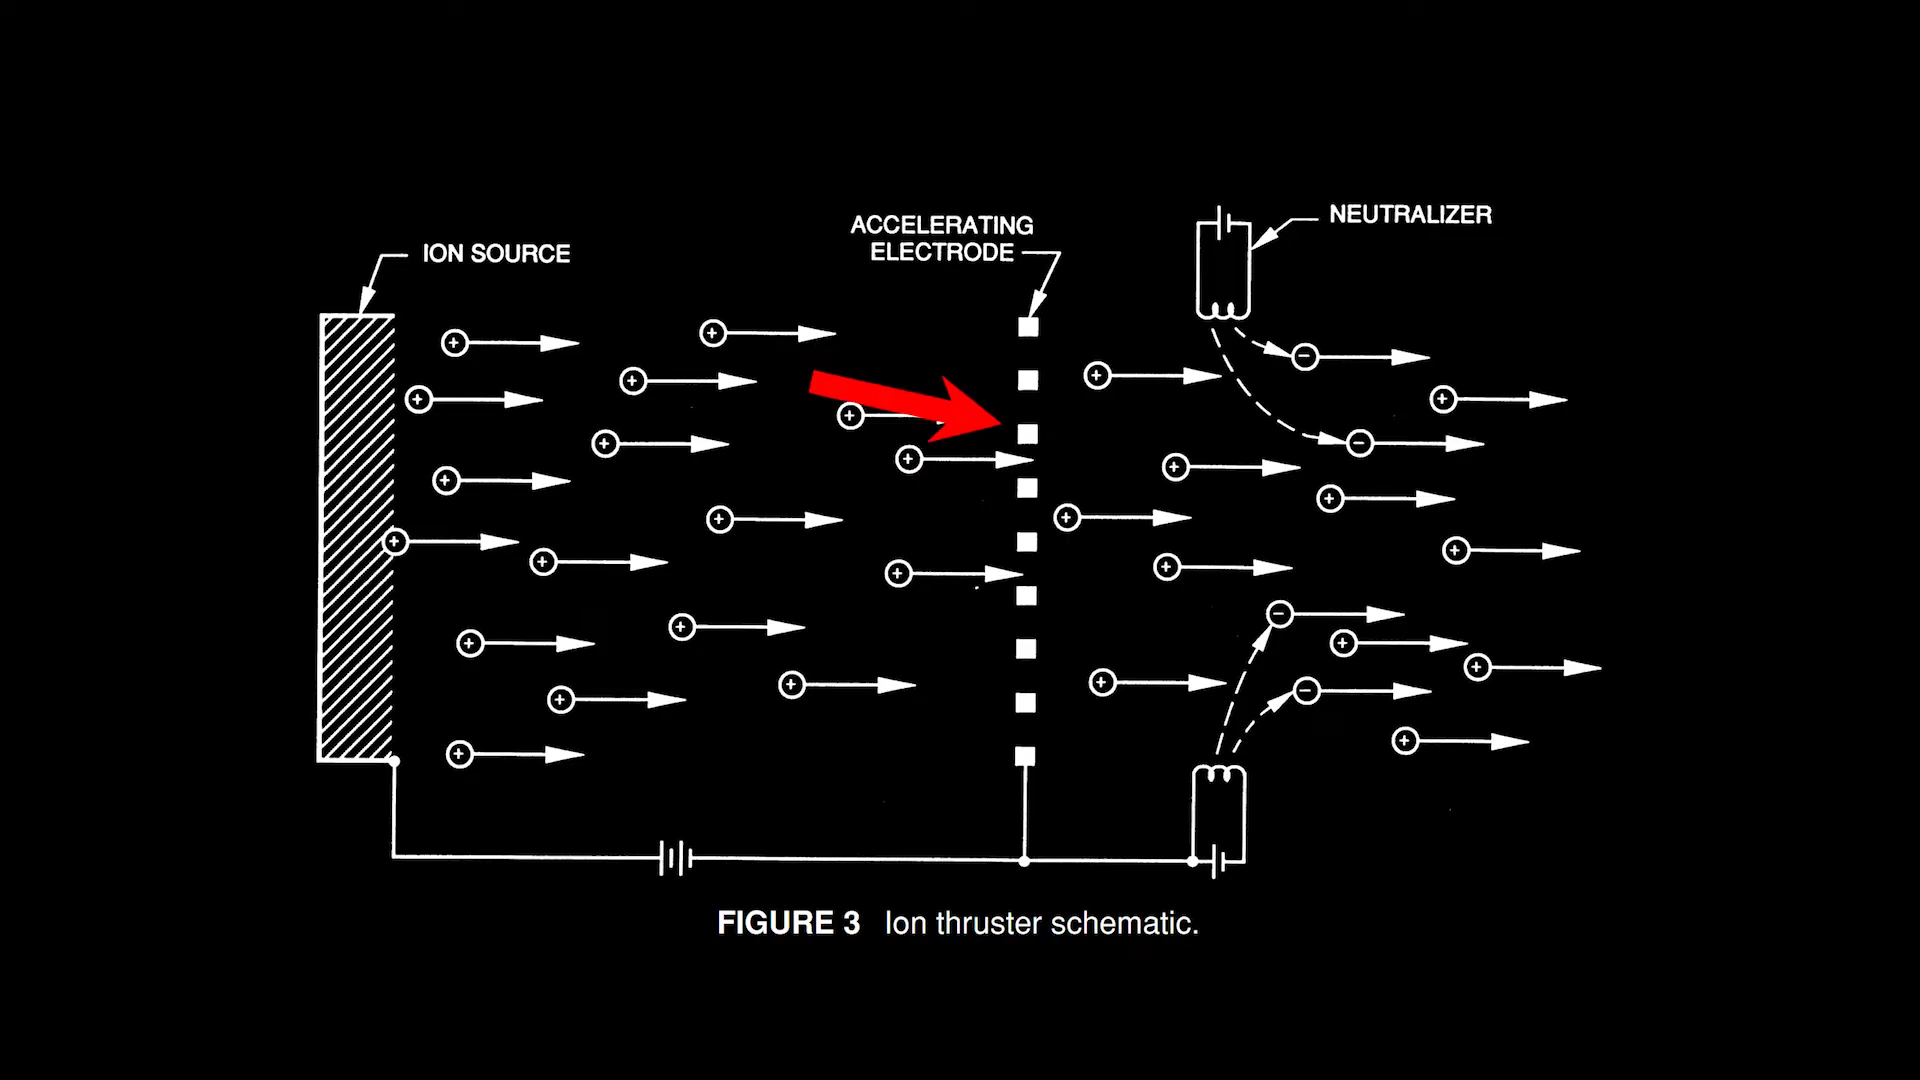 NEUTRALIZER
ACCELERATING
ELECTRODE
ION SOURCE
FIGURE 3 Ion thruster schematic.